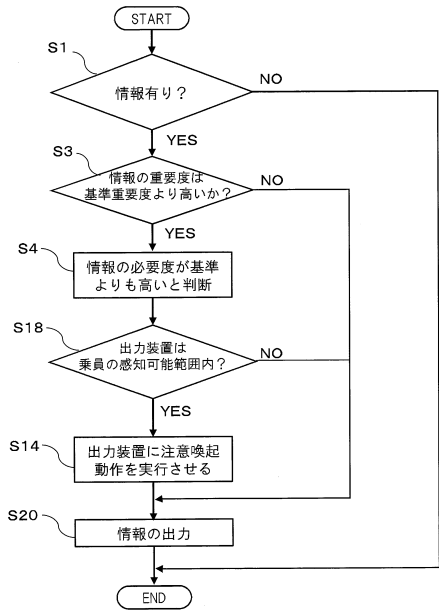 START
S1
情報有り？
NO
YES
S3
情報の重要度は
基準重要度より高いか？
NO
YES
S4
情報の必要度が基準
よりも高いと判断
S18
出力装置は
乗員の感知可能範囲内？
NO
YES
S14
出力装置に注意喚起
動作を実行させる
S20
情報の出力
END